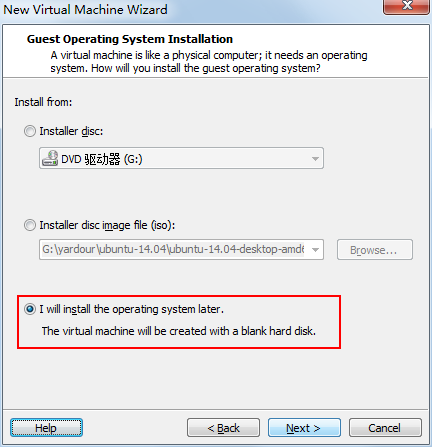 New Virtual Machine Wizard
Guest Operating System Installation
A virtual machine is like a physical computer; it needs an operating
system. How will you install the guest operating system?
Install from:
Installer disc:
DVD 驱动器 (G:)
Installer disc image file (iso):
G:\yardour\ubuntu-14.04\ubuntu-14.04-desktop-amd6
Browse...
I will install the operating system later.
The virtual machine will be created with a blank hard disk.
Help
< Back
Next >
Cancel